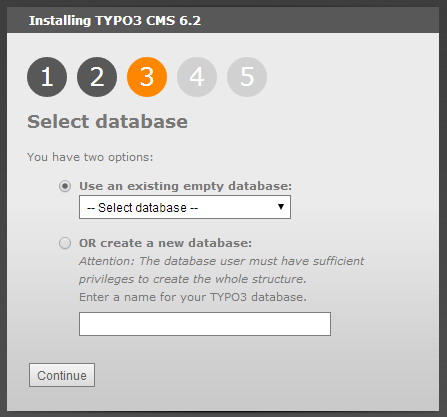 Installing TYPO3 CMS 6.2
1 2 3 4 5
Select database
You have two options:
Use an existing empty database:
-- Select database --
OR create a new database:
Attention: The database user must have sufficient
privileges to create the whole structure.
Enter a name for your TYPO3 database.
Continue